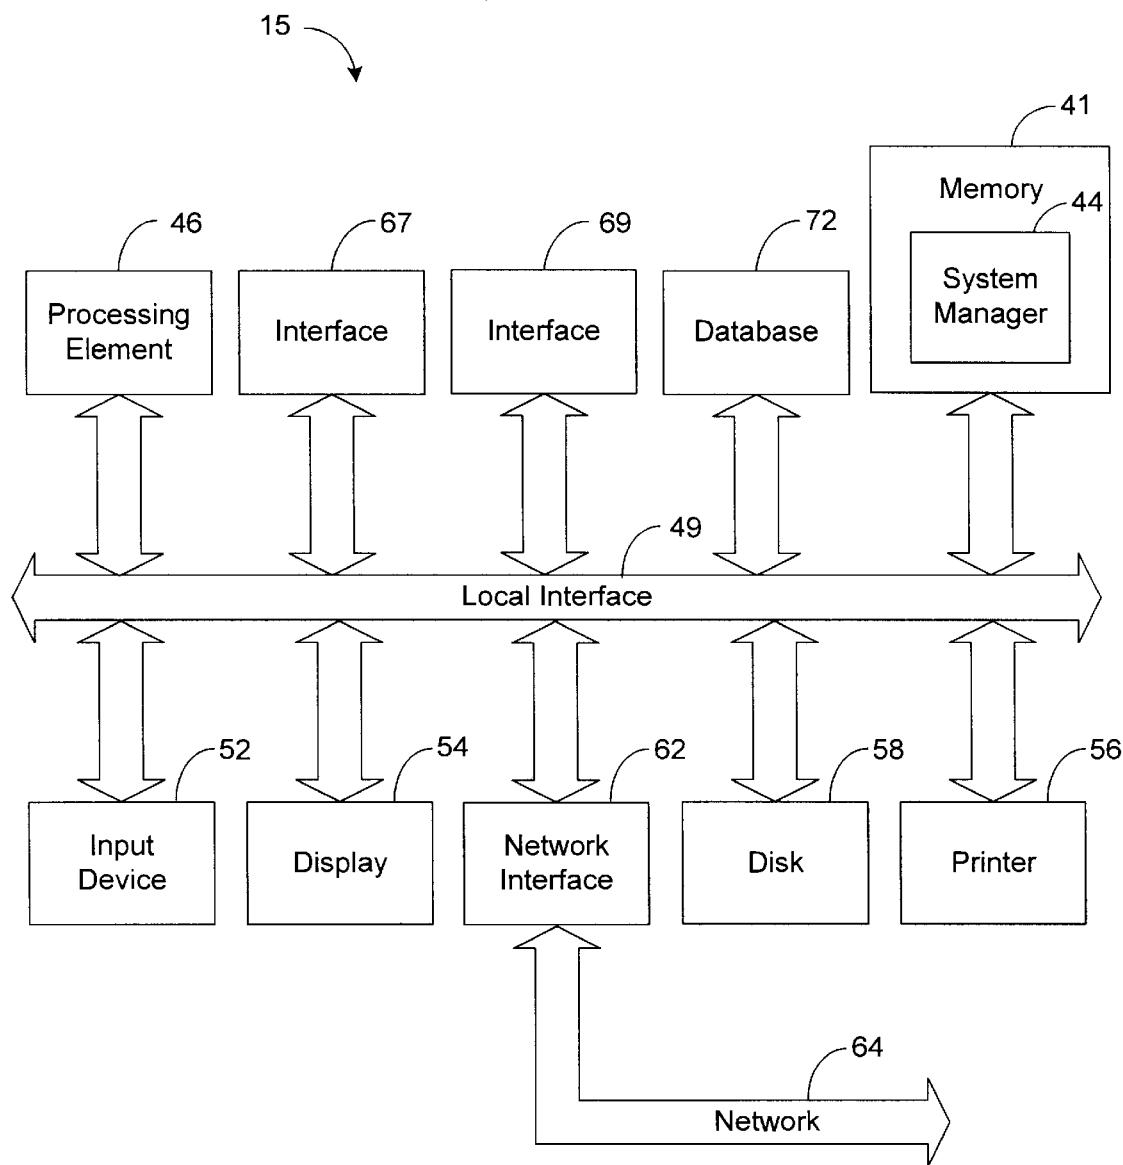 15
41
Memory
46
67
69
72
44
System
Manager
Processing
Element
Interface
Interface
Database
49
Local Interface
52
54
62
58
56
Input
Device
Display
Network
Interface
Disk
Printer
64
Network